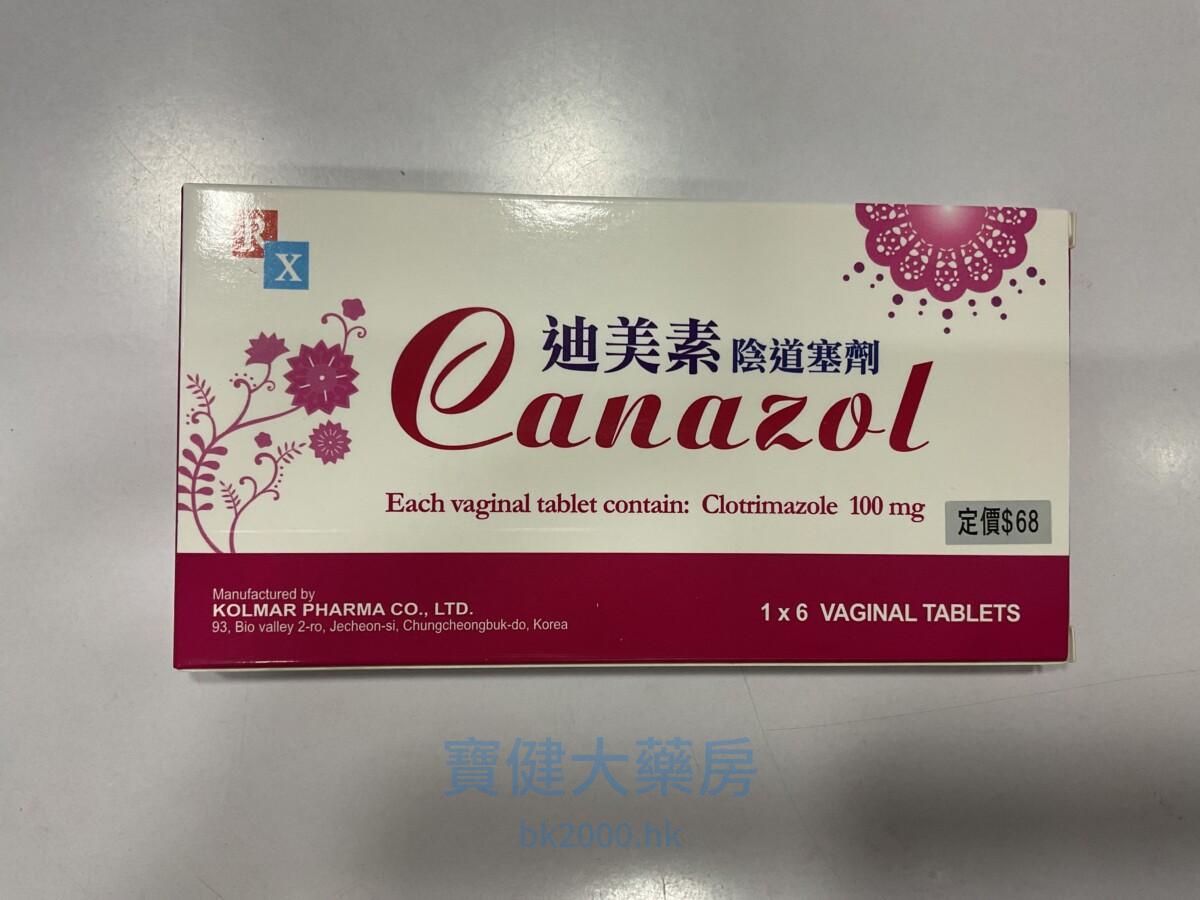 R
X
迪美素 陰道塞劑
Canazol
Each vaginal tablet contain: Clotrimazole 100 mg
定價$68
Manufactured by
KOLMAR PHARMA CO., LTD.
93, Bio valley 2-ro, Jecheon-si, Chungcheongbuk-do, Korea
1 x 6 VAGINAL TABLETS
寶健大藥房
bk2000.hk